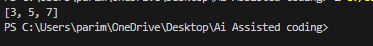 [3, 5, 7]
PS C:\Users\parim\OneDrive\Desktop\Ai Assisted coding>